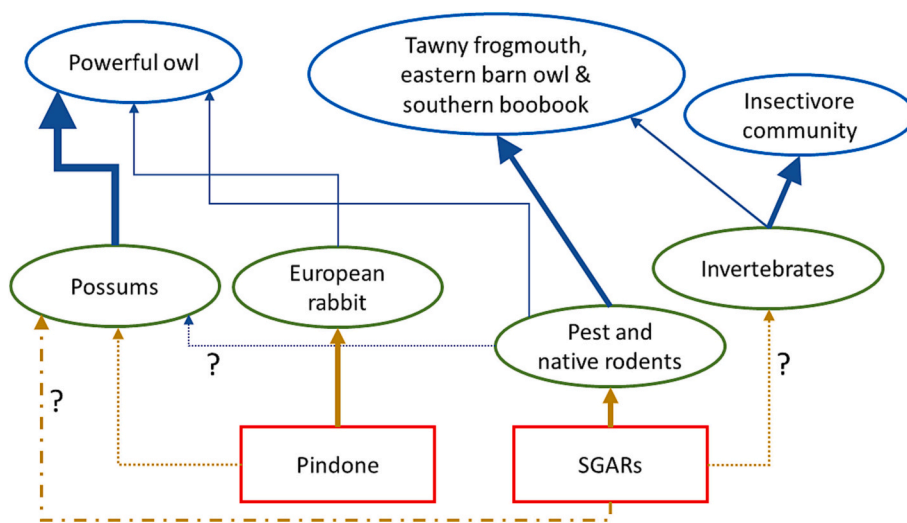 Powerful owl
Tawny frogmouth,
eastern barn owl &
southern boobook
Insectivore
community
Possums
European
rabbit
Invertebrates
Pest and
native rodents
?
?
?
Pindone
SGARs